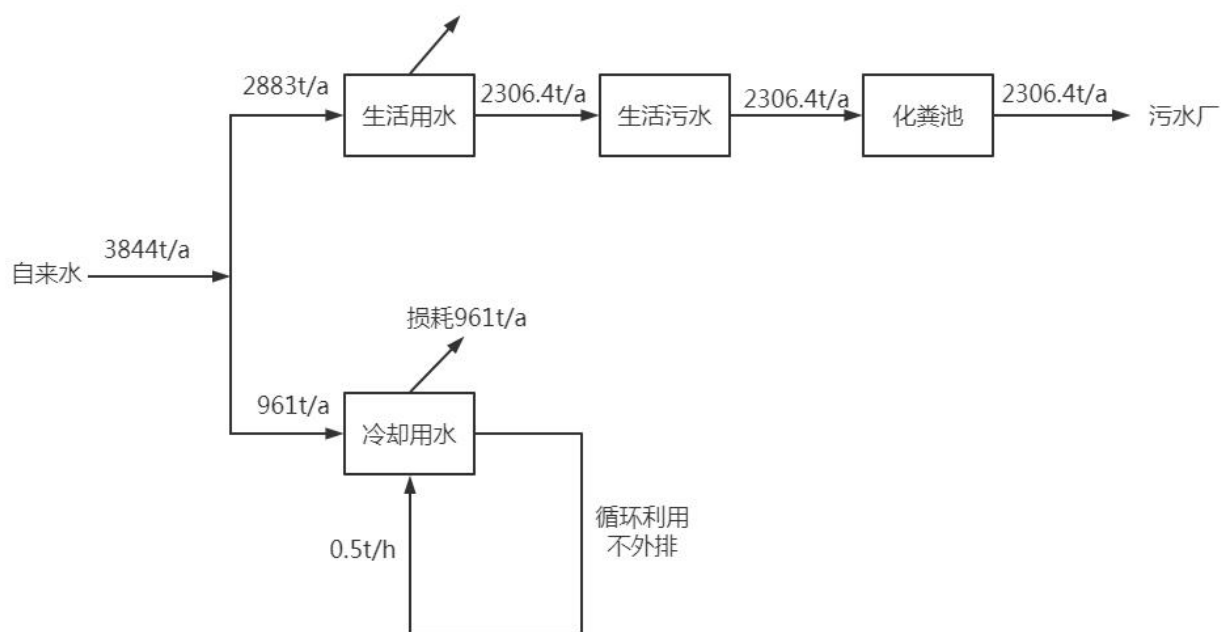 2883t/a
生活用水
2306.4t/a
生活污水
2306.4t/a
化粪池
2306.4t/a
污水厂
自来水
3844t/a
损耗961t/a
961t/a
冷却用水
0.5t/h
循环利用
不外排